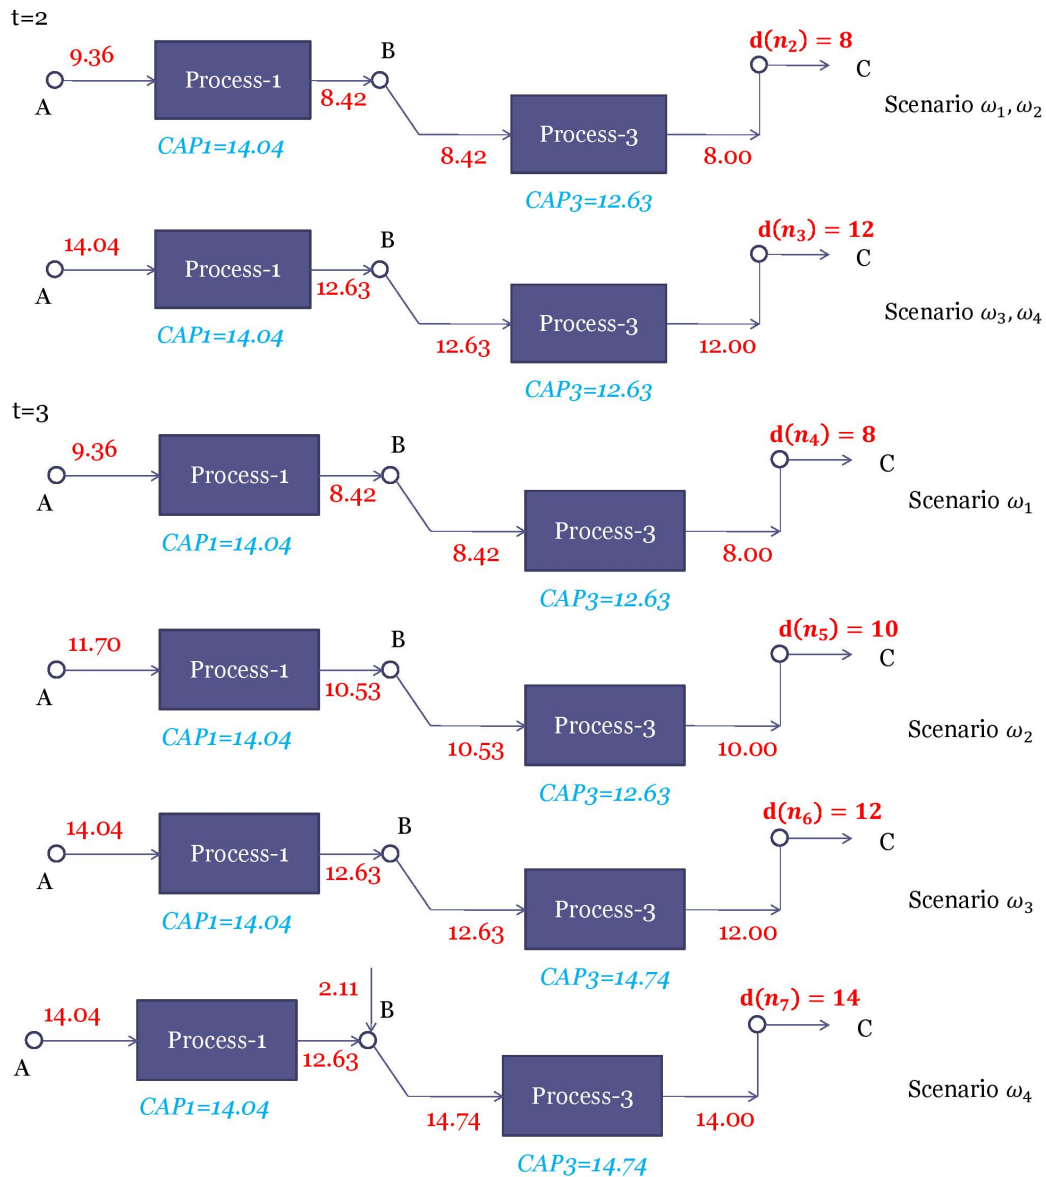 t=2
9.36
A
Process-1
CAP1=14.04
8.42
B
8.42
Process-3
CAP3=12.63
8.00
d(n₂) = 8
C
Scenario ω₁, ω₂
14.04
A
Process-1
CAP1=14.04
12.63
B
12.63
Process-3
CAP3=12.63
12.00
d(n₃) = 12
C
Scenario ω₃, ω₄
t=3
9.36
A
Process-1
CAP1=14.04
8.42
B
8.42
Process-3
CAP3=12.63
8.00
d(n₄) = 8
C
Scenario ω₁
11.70
A
Process-1
CAP1=14.04
10.53
B
10.53
Process-3
CAP3=12.63
10.00
d(n₅) = 10
C
Scenario ω₂
14.04
A
Process-1
CAP1=14.04
12.63
B
12.63
Process-3
CAP3=14.74
12.00
d(n₆) = 12
C
Scenario ω₃
14.04
A
Process-1
CAP1=14.04
12.63
2.11
B
14.74
Process-3
CAP3=14.74
14.00
d(n₇) = 14
C
Scenario ω₄